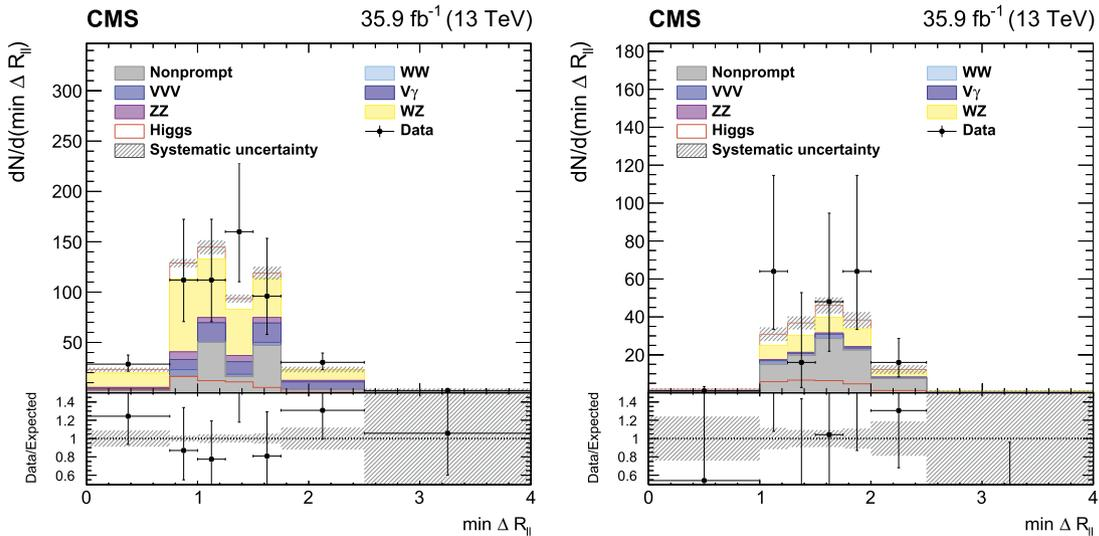 CMS 35.9 fb⁻¹ (13 TeV)
dN/d(min Δ R_ll)
300
250
200
150
100
50
Nonprompt WW
VVV Vγ
ZZ WZ
Higgs Data
Systematic uncertainty
Data/Expected
1.4
1.2
1
0.8
0.6
0 1 2 3 4
min Δ R_ll
CMS 35.9 fb⁻¹ (13 TeV)
dN/d(min Δ R_ll)
180
160
140
120
100
80
60
40
20
Nonprompt WW
VVV Vγ
ZZ WZ
Higgs Data
Systematic uncertainty
Data/Expected
1.4
1.2
1
0.8
0.6
0 1 2 3 4
min Δ R_ll